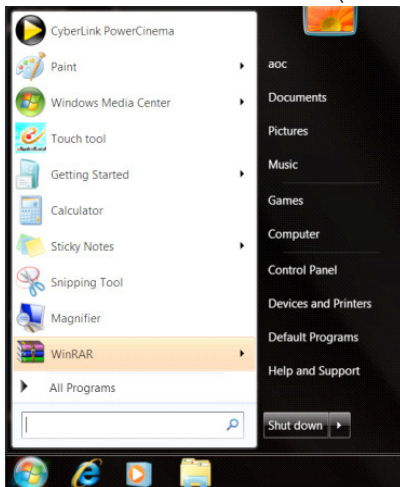 CyberLink PowerCinema
Paint
Windows Media Center
Touch tool
Getting Started
Calculator
Sticky Notes
Snipping Tool
Magnifier
WinRAR
All Programs
aoc
Documents
Pictures
Music
Games
Computer
Control Panel
Devices and Printers
Default Programs
Help and Support
Shut down